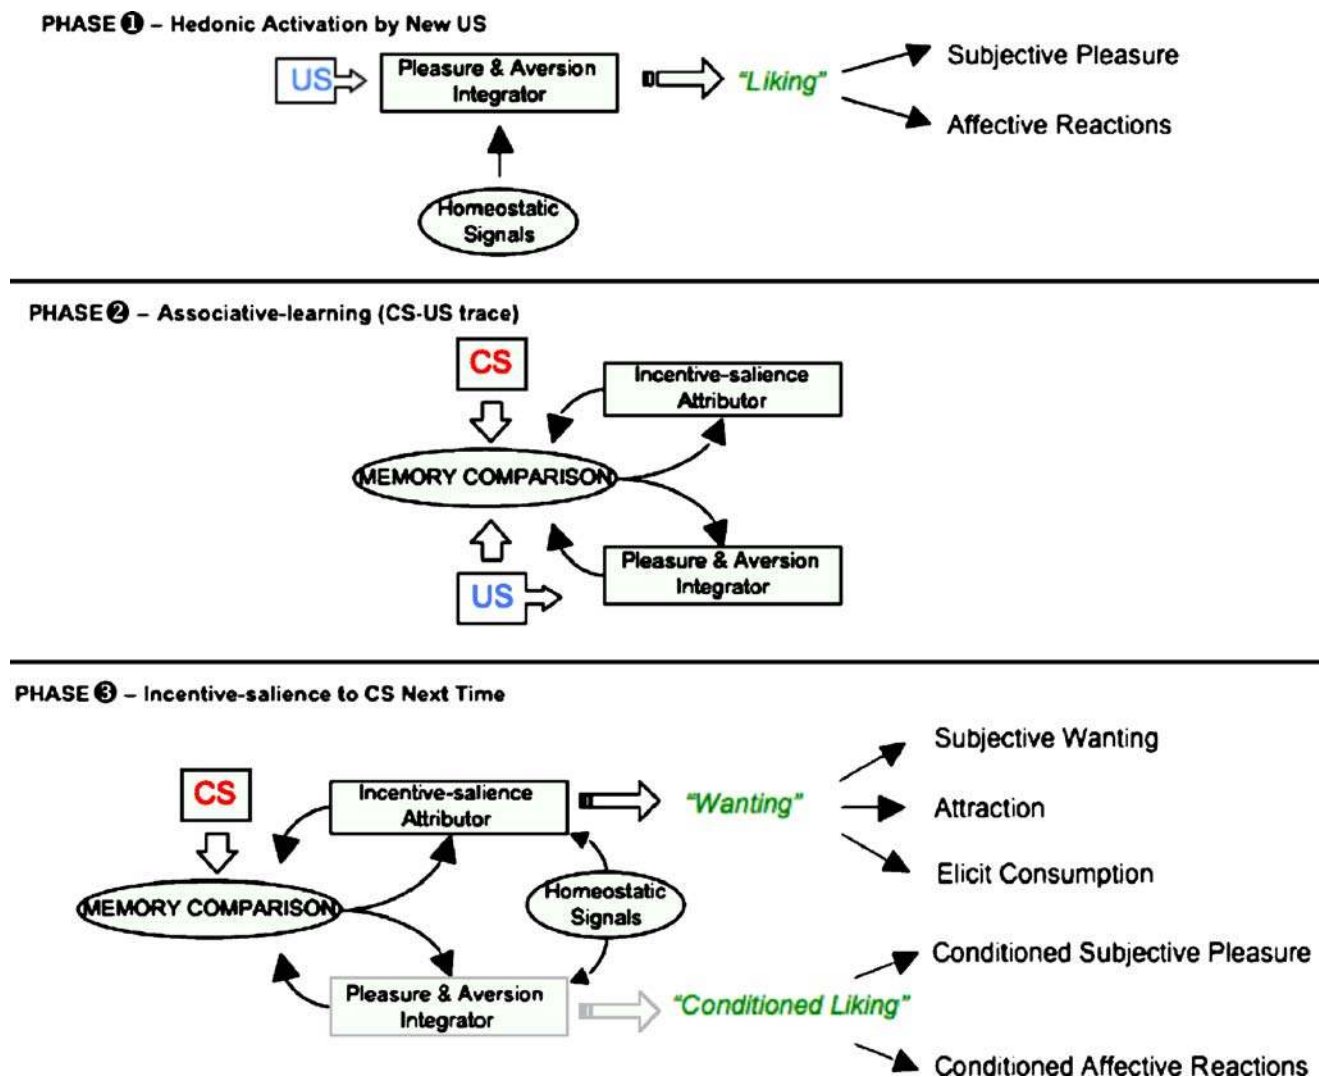 PHASE ❶ – Hedonic Activation by New US
US
Pleasure & Aversion
Integrator
“Liking”
Subjective Pleasure
Affective Reactions
Homeostatic
Signals
PHASE ❷ – Associative-learning (CS-US trace)
CS
Incentive-salience
Attributor
MEMORY COMPARISON
US
Pleasure & Aversion
Integrator
PHASE ❸ – Incentive-salience to CS Next Time
CS
Incentive-salience
Attributor
“Wanting”
Subjective Wanting
Attraction
Elicit Consumption
MEMORY COMPARISON
Homeostatic
Signals
Pleasure & Aversion
Integrator
“Conditioned Liking”
Conditioned Subjective Pleasure
Conditioned Affective Reactions